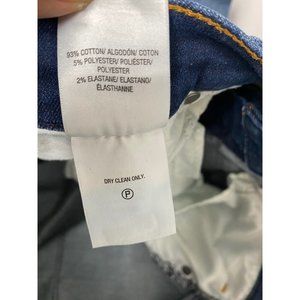 93% COTTON/ ALGODÓN/ COTON
5% POLYESTER/ POLIÉSTER/
POLYESTER
2% ELASTANE/ ELASTANO/
ÉLASTHANNE
DRY CLEAN ONLY.
P